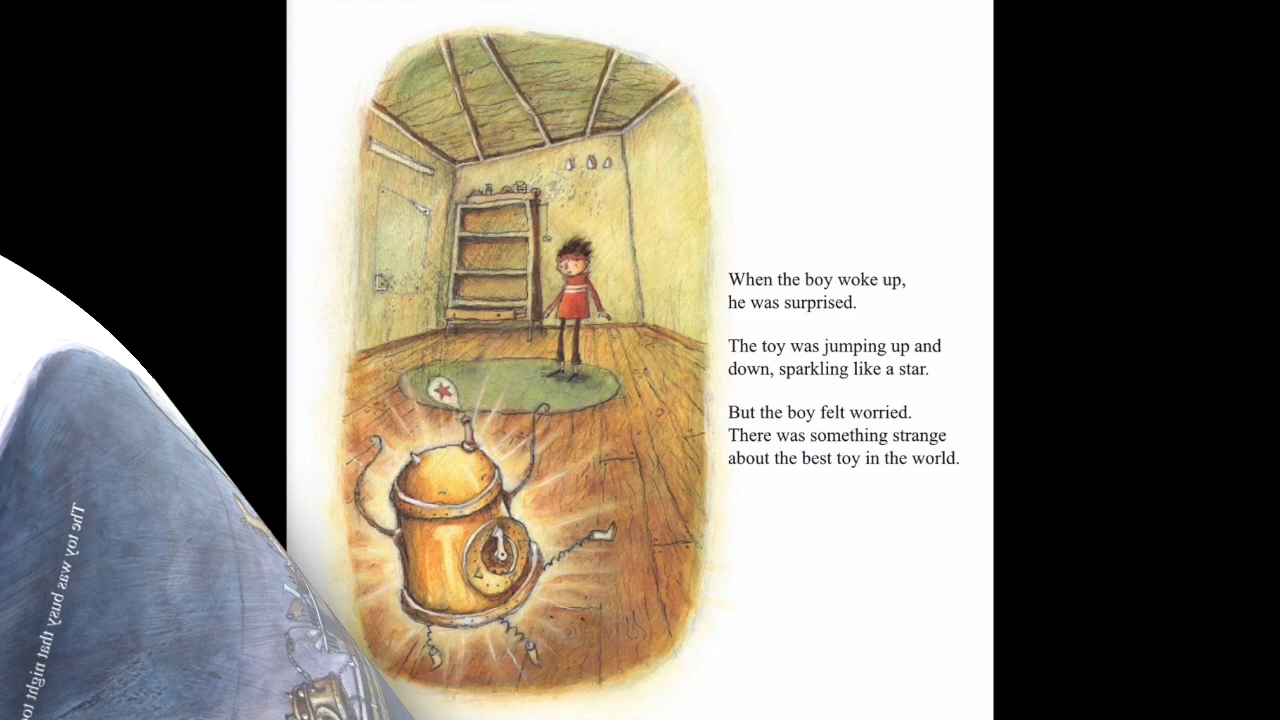 When the boy woke up,
he was surprised.
The toy was jumping up and
down, sparkling like a star.
But the boy felt worried.
There was something strange
about the best toy in the world.
The toy was busy that night too